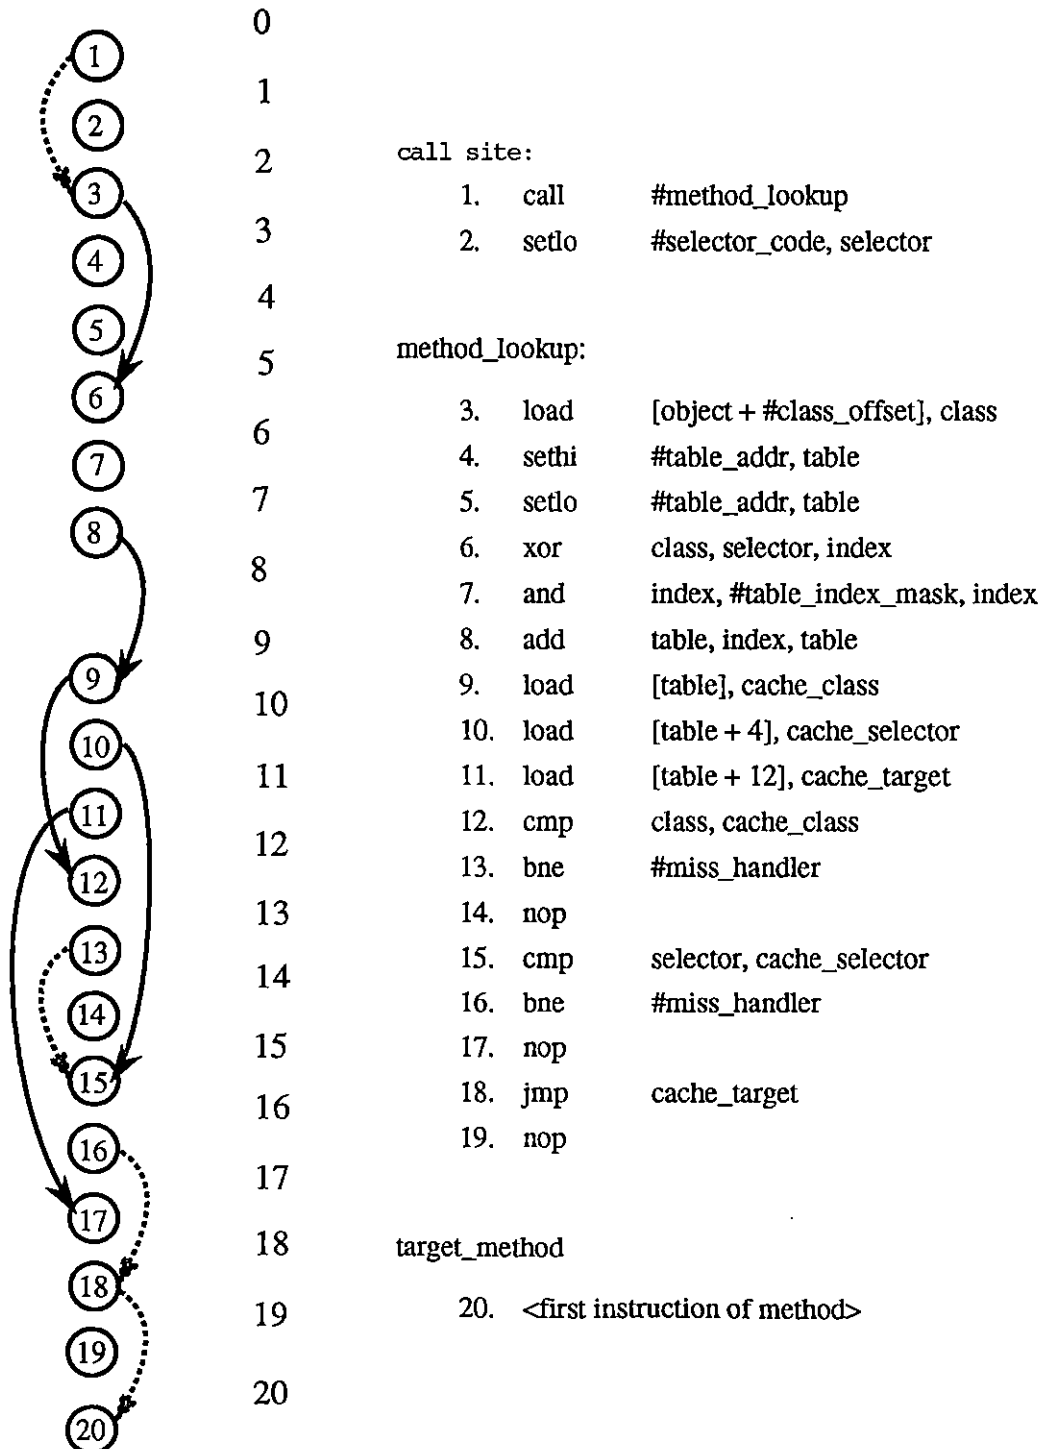 0
1
1
2
2
3
3
4
4
5
5
6
6
7
7
8
8
9
9
10
10
11
11
12
12
13
13
14
14
15
15
16
16
17
17
18
18
19
19
20
20
call site:
1. call #method_lookup
2. setlo #selector_code, selector
method_lookup:
3. load [object + #class_offset], class
4. sethi #table_addr, table
5. setlo #table_addr, table
6. xor class, selector, index
7. and index, #table_index_mask, index
8. add table, index, table
9. load [table], cache_class
10. load [table + 4], cache_selector
11. load [table + 12], cache_target
12. cmp class, cache_class
13. bne #miss_handler
14. nop
15. cmp selector, cache_selector
16. bne #miss_handler
17. nop
18. jmp cache_target
19. nop
target_method
20. <first instruction of method>